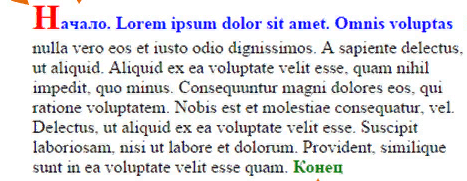 Начало. Lorem ipsum dolor sit amet. Omnis voluptas
nulla vero eos et iusto odio dignissimos. A sapiente delectus,
ut aliquid. Aliquid ex ea voluptate velit esse, quam nihil
impedit, quo minus. Consequuntur magni dolores eos, qui
ratione voluptatem. Nobis est et molestiae consequatur, vel.
Delectus, ut aliquid ex ea voluptate velit esse. Suscipit
laboriosam, nisi ut labore et dolorum. Provident, similique
sunt in ea voluptate velit esse quam. Конец